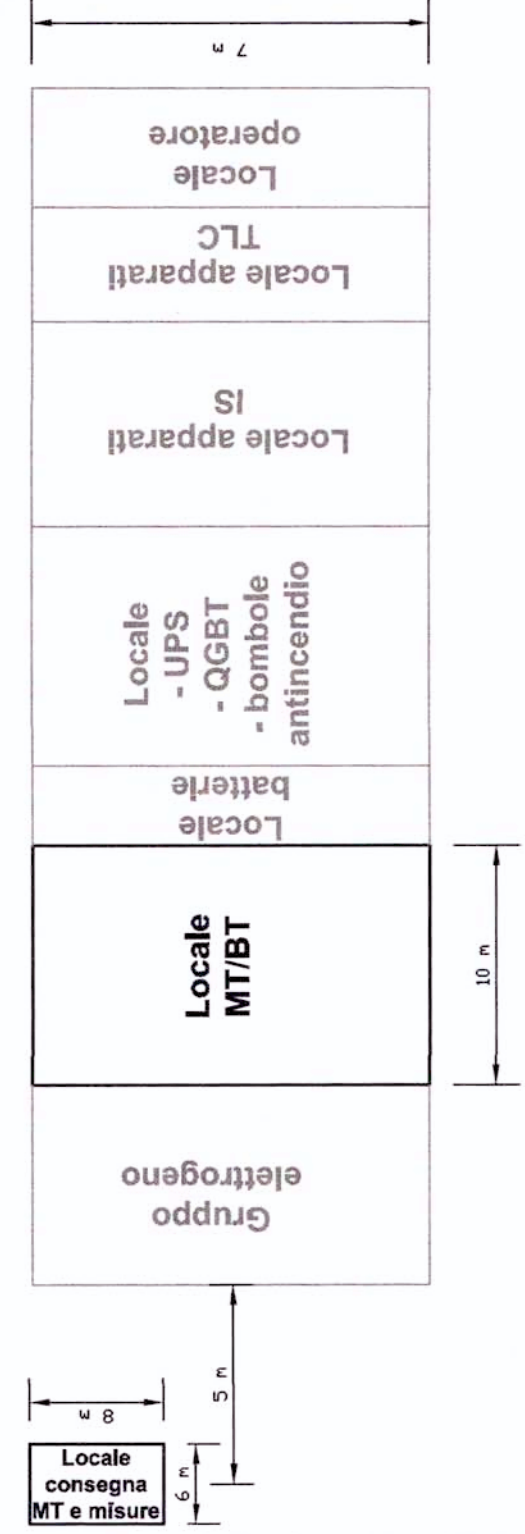 7 m
Locale
operatore
Locale apparati
TLC
Locale apparati
IS
Locale
- UPS
- QGBT
- bombole
antincendio
Locale
batterie
Locale
MT/BT
10 m
Gruppo
elettrogeno
5 m
8 m
Locale
consegna
MT e misure
6 m